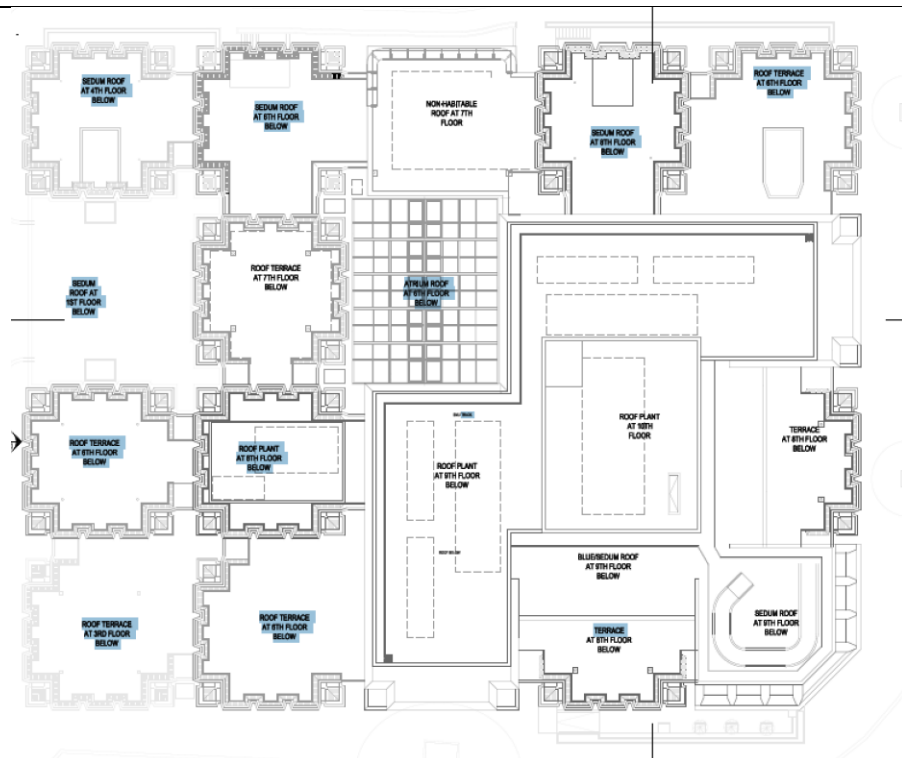 SEDUM ROOF
AT 4TH FLOOR
BELOW
SEDUM ROOF
AT 6TH FLOOR
BELOW
NON-HABITABLE
ROOF AT 7TH
FLOOR
SEDUM ROOF
AT 6TH FLOOR
BELOW
ROOF TERRACE
AT 6TH FLOOR
BELOW
SEDUM
ROOF AT
1ST FLOOR
BELOW
ROOF TERRACE
AT 7TH FLOOR
BELOW
ATRIUM ROOF
AT 6TH FLOOR
BELOW
ROOF TERRACE
AT 6TH FLOOR
BELOW
ROOF PLANT
AT 8TH FLOOR
BELOW
ROOF PLANT
AT 9TH FLOOR
BELOW
ROOF PLANT
AT 10TH
FLOOR
TERRACE
AT 8TH FLOOR
BELOW
ROOF BELOW
BLUE/SEDUM ROOF
AT 9TH FLOOR
BELOW
ROOF TERRACE
AT 3RD FLOOR
BELOW
ROOF TERRACE
AT 6TH FLOOR
BELOW
TERRACE
AT 8TH FLOOR
BELOW
SEDUM ROOF
AT 9TH FLOOR
BELOW